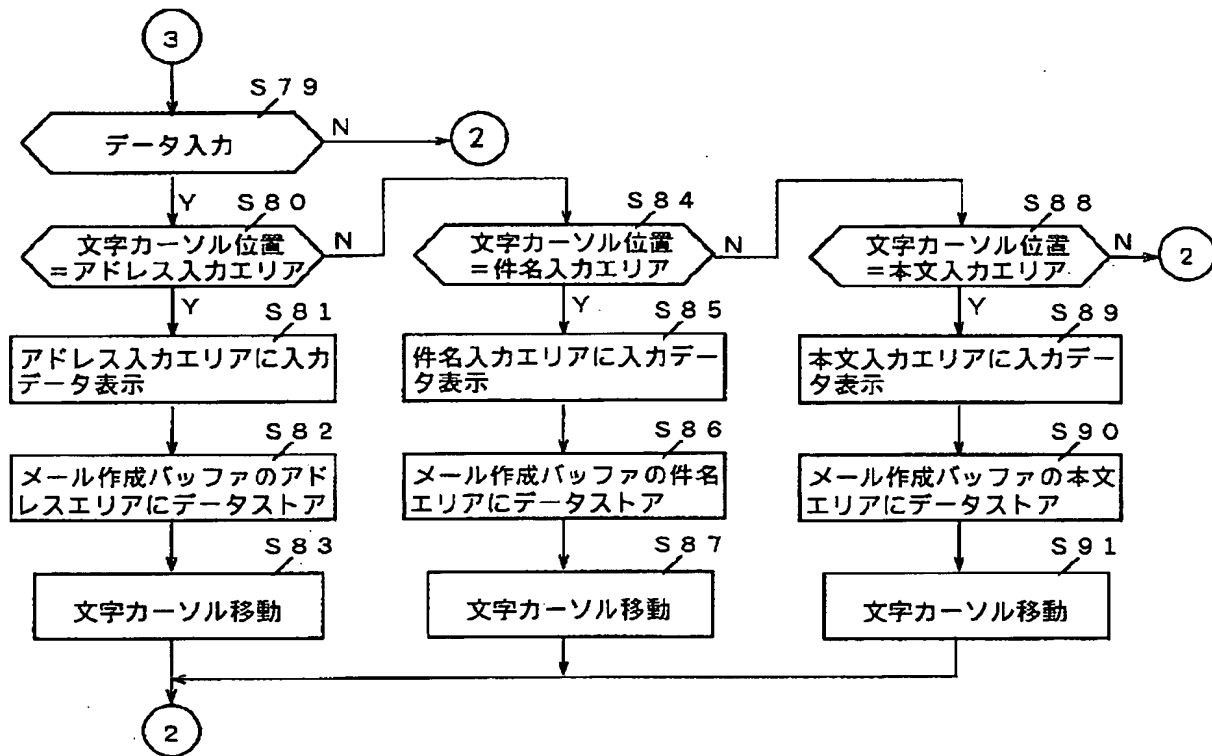 3
S79
データ入力
N
2
Y
S80
文字カーソル位置
=アドレス入力エリア
N
Y
S81
アドレス入力エリアに入力
データ表示
S82
メール作成バッファのアド
レスエリアにデータストア
S83
文字カーソル移動
S84
文字カーソル位置
=件名入力エリア
N
Y
S85
件名入力エリアに入力デー
タ表示
S86
メール作成バッファの件名
エリアにデータストア
S87
文字カーソル移動
S88
文字カーソル位置
=本文入力エリア
N
2
Y
S89
本文入力エリアに入力デー
タ表示
S90
メール作成バッファの本文
エリアにデータストア
S91
文字カーソル移動
2